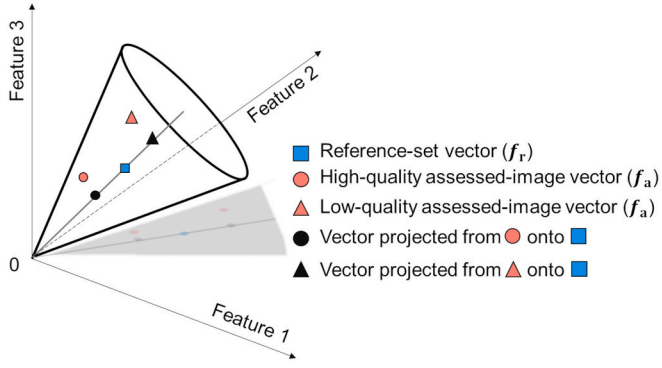 Feature 3
Feature 2
Reference-set vector (fr)
High-quality assessed-image vector (fa)
Low-quality assessed-image vector (fa)
Vector projected from onto
Vector projected from onto
0
Feature 1